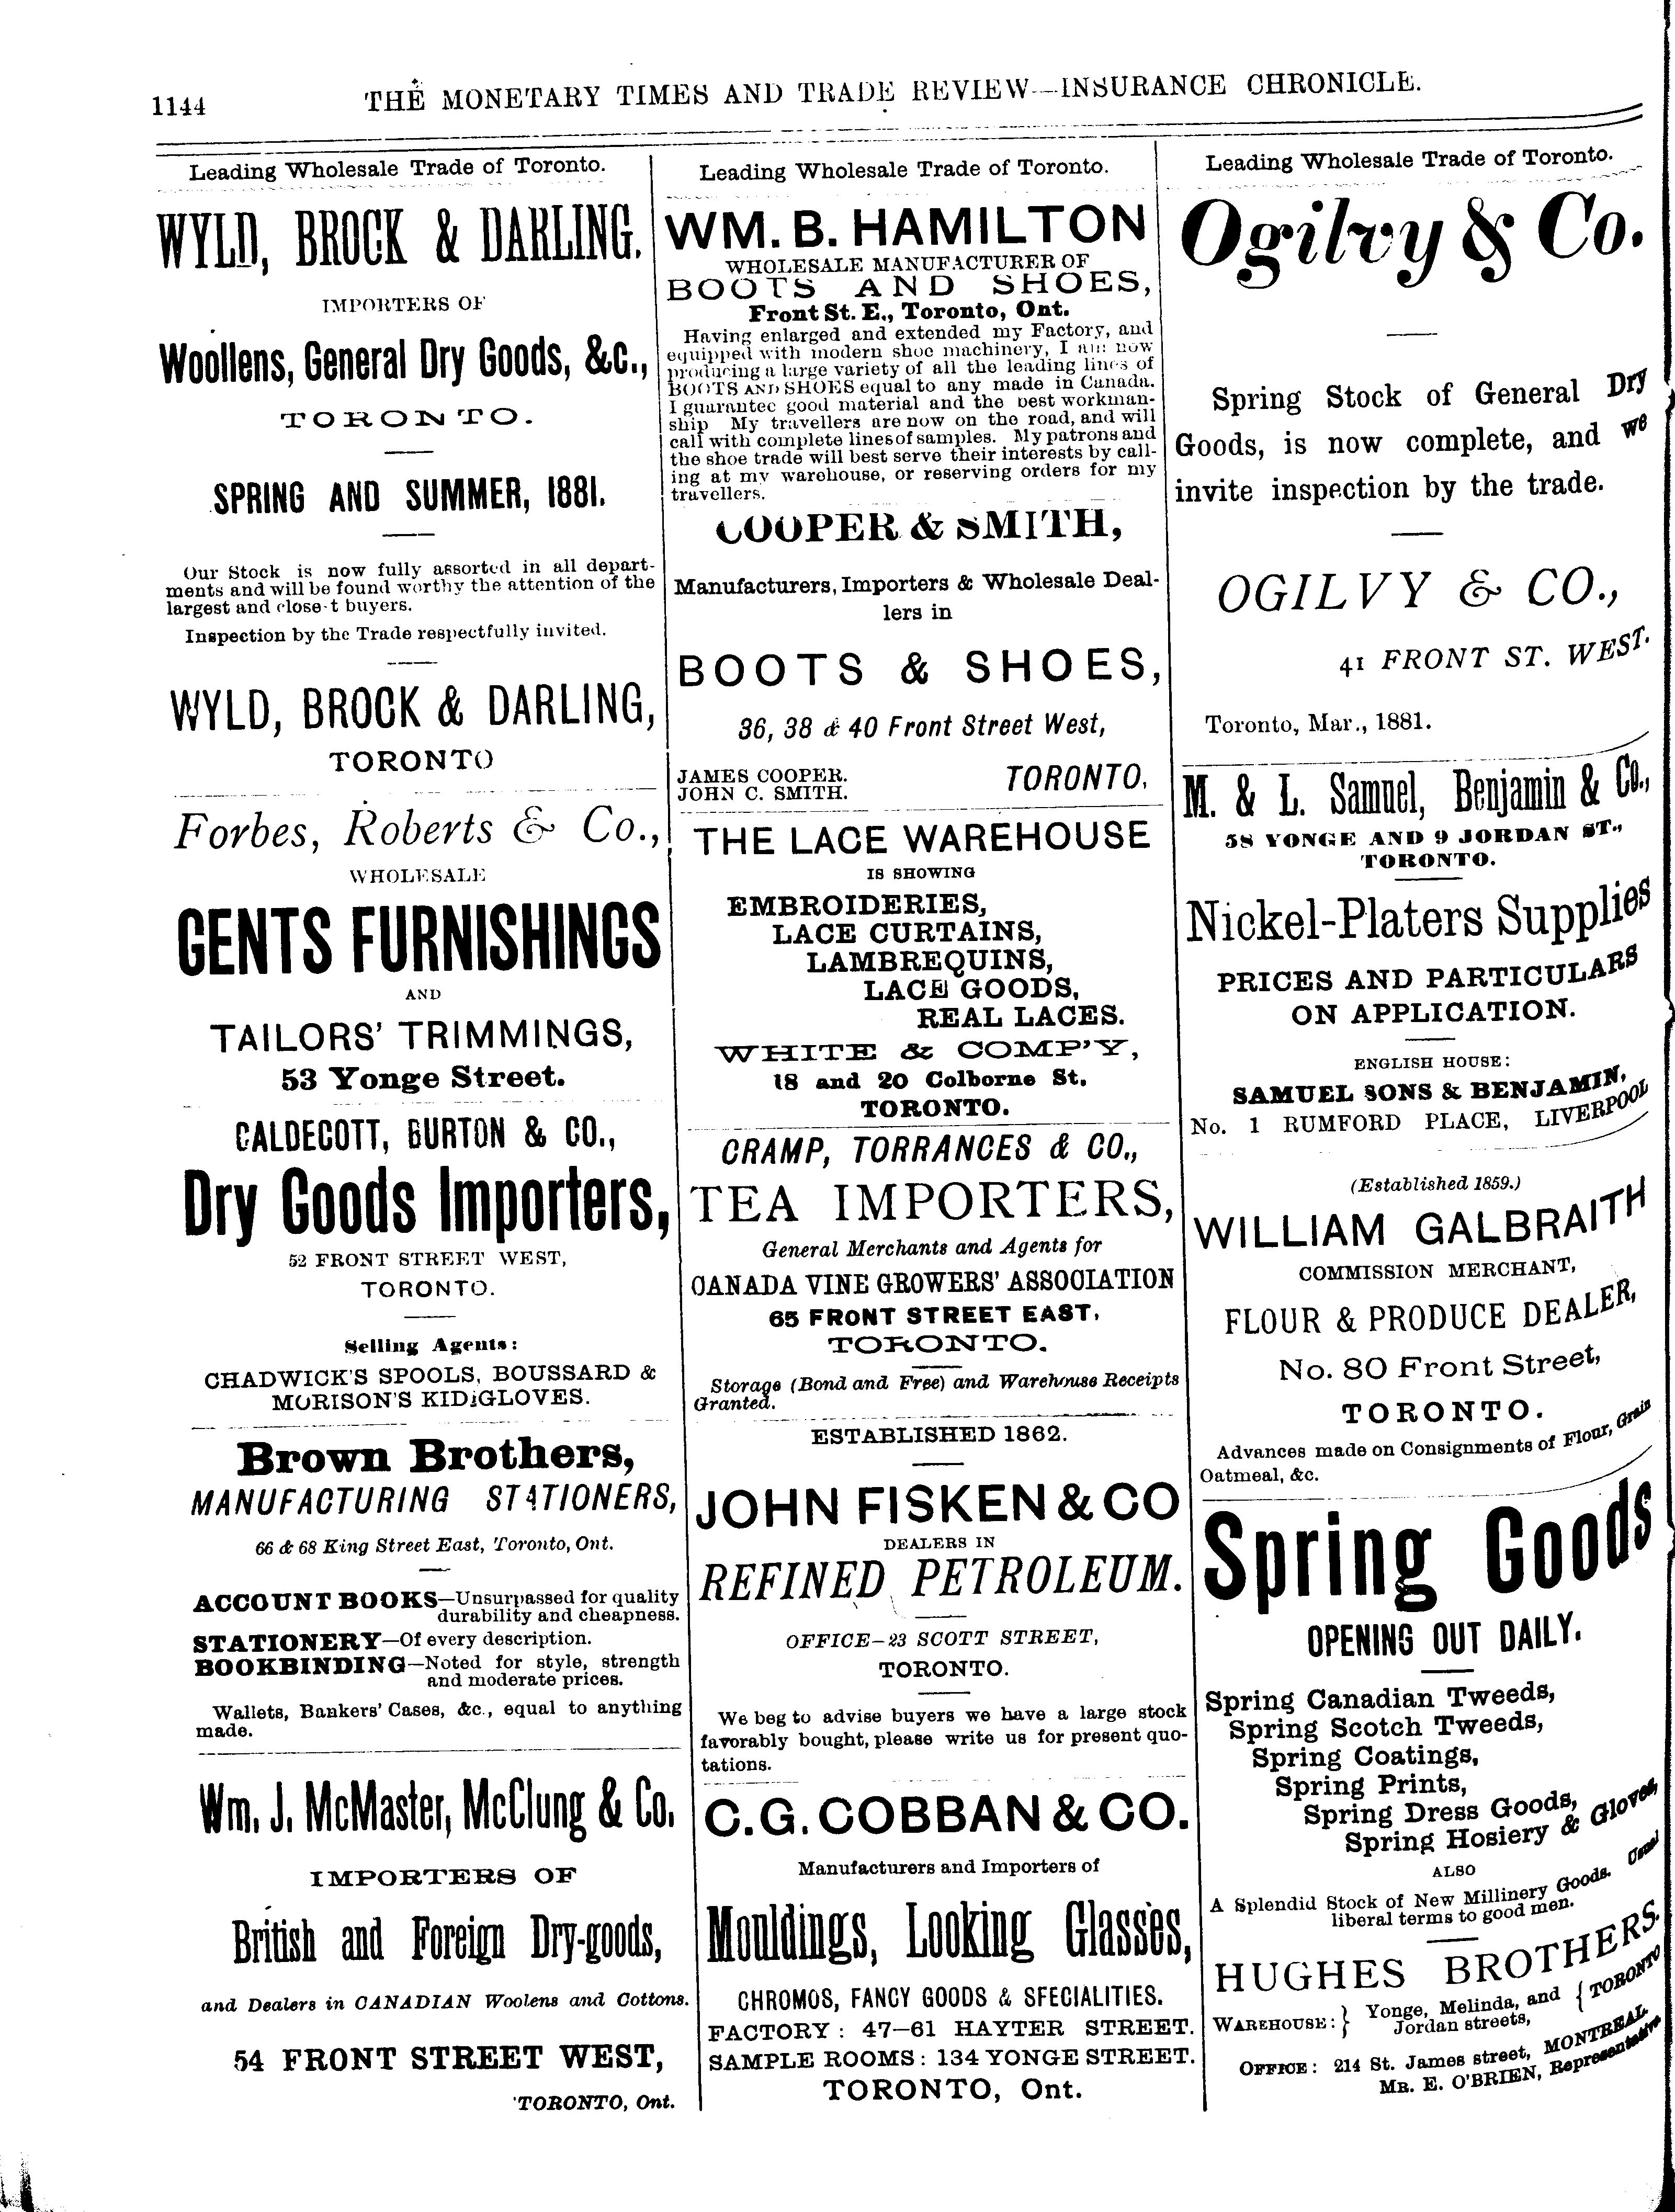 1144
THE MONETARY TIMES AND TRADE REVIEW—INSURANCE CHRONICLE.
Leading Wholesale Trade of Toronto.
WYLD, BROCK & DARLING.
IMPORTERS OF
Woollens, General Dry Goods, &c.,
TORONTO.
SPRING AND SUMMER, 1881.
Our Stock is now fully assorted in all depart-
ments and will be found worthy the attention of the
largest and close-t buyers.
Inspection by the Trade respectfully invited.
WYLD, BROCK & DARLING,
TORONTO
Forbes, Roberts & Co.,
WHOLESALE
GENTS FURNISHINGS
AND
TAILORS' TRIMMINGS,
53 Yonge Street.
CALDECOTT, BURTON & CO.,
Dry Goods Importers,
52 FRONT STREET WEST,
TORONTO.
Selling Agents:
CHADWICK'S SPOOLS, BOUSSARD &
MORISON'S KID GLOVES.
Brown Brothers,
MANUFACTURING STATIONERS,
66 & 68 King Street East, Toronto, Ont.
ACCOUNT BOOKS—Unsurpassed for quality
durability and cheapness.
STATIONERY—Of every description.
BOOKBINDING—Noted for style, strength
and moderate prices.
Wallets, Bankers' Cases, &c., equal to anything
made.
Wm. J. McMaster, McClung & Co.
IMPORTERS OF
British and Foreign Dry-goods,
and Dealers in CANADIAN Woolens and Cottons.
54 FRONT STREET WEST,
TORONTO, Ont.
Leading Wholesale Trade of Toronto.
WM. B. HAMILTON
WHOLESALE MANUFACTURER OF
BOOTS AND SHOES,
Front St. E., Toronto, Ont.
Having enlarged and extended my Factory, and
equipped with modern shoe machinery, I am now
producing a large variety of all the leading lines of
BOOTS AND SHOES equal to any made in Canada.
I guarantee good material and the best workman-
ship My travellers are now on the road, and will
call with complete lines of samples. My patrons and
the shoe trade will best serve their interests by call-
ing at my warehouse, or reserving orders for my
travellers.
COOPER & SMITH,
Manufacturers, Importers & Wholesale Deal-
lers in
BOOTS & SHOES,
36, 38 & 40 Front Street West,
JAMES COOPER.
JOHN C. SMITH.
TORONTO,
THE LACE WAREHOUSE
IS SHOWING
EMBROIDERIES,
LACE CURTAINS,
LAMBREQUINS,
LACE GOODS,
REAL LACES.
WHITE & COMP'Y,
18 and 20 Colborne St,
TORONTO.
CRAMP, TORRANCES & CO.,
TEA IMPORTERS,
General Merchants and Agents for
CANADA VINE GROWERS' ASSOCIATION
65 FRONT STREET EAST,
TORONTO.
Storage (Bond and Free) and Warehouse Receipts
Granted.
ESTABLISHED 1862.
JOHN FISKEN & CO
DEALERS IN
REFINED PETROLEUM.
OFFICE—23 SCOTT STREET,
TORONTO.
We beg to advise buyers we have a large stock
favorably bought, please write us for present quo-
tations.
C. G. COBBAN & CO.
Manufacturers and Importers of
Mouldings, Looking Glasses,
CHROMOS, FANCY GOODS & SPECIALITIES.
FACTORY: 47—61 HAYTER STREET.
SAMPLE ROOMS: 134 YONGE STREET.
TORONTO, Ont.
Leading Wholesale Trade of Toronto.
Ogilvy & Co.
Spring Stock of General Dry
Goods, is now complete, and we
invite inspection by the trade.
OGILVY & CO.,
41 FRONT ST. WEST.
Toronto, Mar., 1881.
M. & L. Samuel, Benjamin & Co.,
58 YONGE AND 9 JORDAN ST.,
TORONTO.
Nickel-Platers Supplies
PRICES AND PARTICULARS
ON APPLICATION.
ENGLISH HOUSE:
SAMUEL SONS & BENJAMIN,
No. 1 RUMFORD PLACE, LIVERPOOL
(Established 1859.)
WILLIAM GALBRAITH
COMMISSION MERCHANT,
FLOUR & PRODUCE DEALER,
No. 80 Front Street,
TORONTO.
Advances made on Consignments of Flour, Grain
Oatmeal, &c.
Spring Goods
OPENING OUT DAILY.
Spring Canadian Tweeds,
Spring Scotch Tweeds,
Spring Coatings,
Spring Prints,
Spring Dress Goods,
Spring Hosiery & Gloves,
ALSO
A Splendid Stock of New Millinery Goods. Usual
liberal terms to good men.
HUGHES BROTHERS.
WAREHOUSE: } Yonge, Melinda, and { TORONTO
Jordan streets,
OFFICE: 214 St. James street, MONTREAL.
MR. E. O'BRIEN, Representative